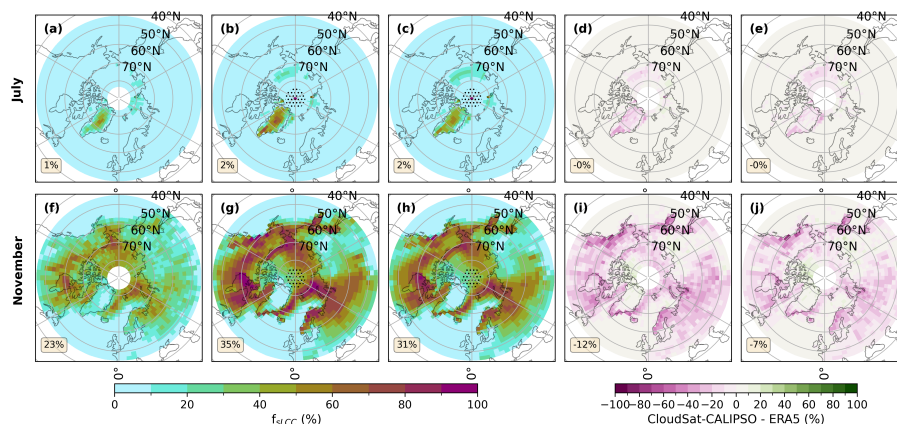 (a) 40°N 50°N 60°N 70°N 1%
(b) 40°N 50°N 60°N 70°N 2%
(c) 40°N 50°N 60°N 70°N 2%
(d) 40°N 50°N 60°N 70°N -0%
(e) 40°N 50°N 60°N 70°N -0%
July
(f) 40°N 50°N 60°N 70°N 23%
(g) 40°N 50°N 60°N 70°N 35%
(h) 40°N 50°N 60°N 70°N 31%
(i) 40°N 50°N 60°N 70°N -12%
(j) 40°N 50°N 60°N 70°N -7%
November
0 20 40 60 80 100
f_sLCC (%)
−100 −80 −60 −40 −20 0 20 40 60 80 100
CloudSat-CALIPSO - ERA5 (%)